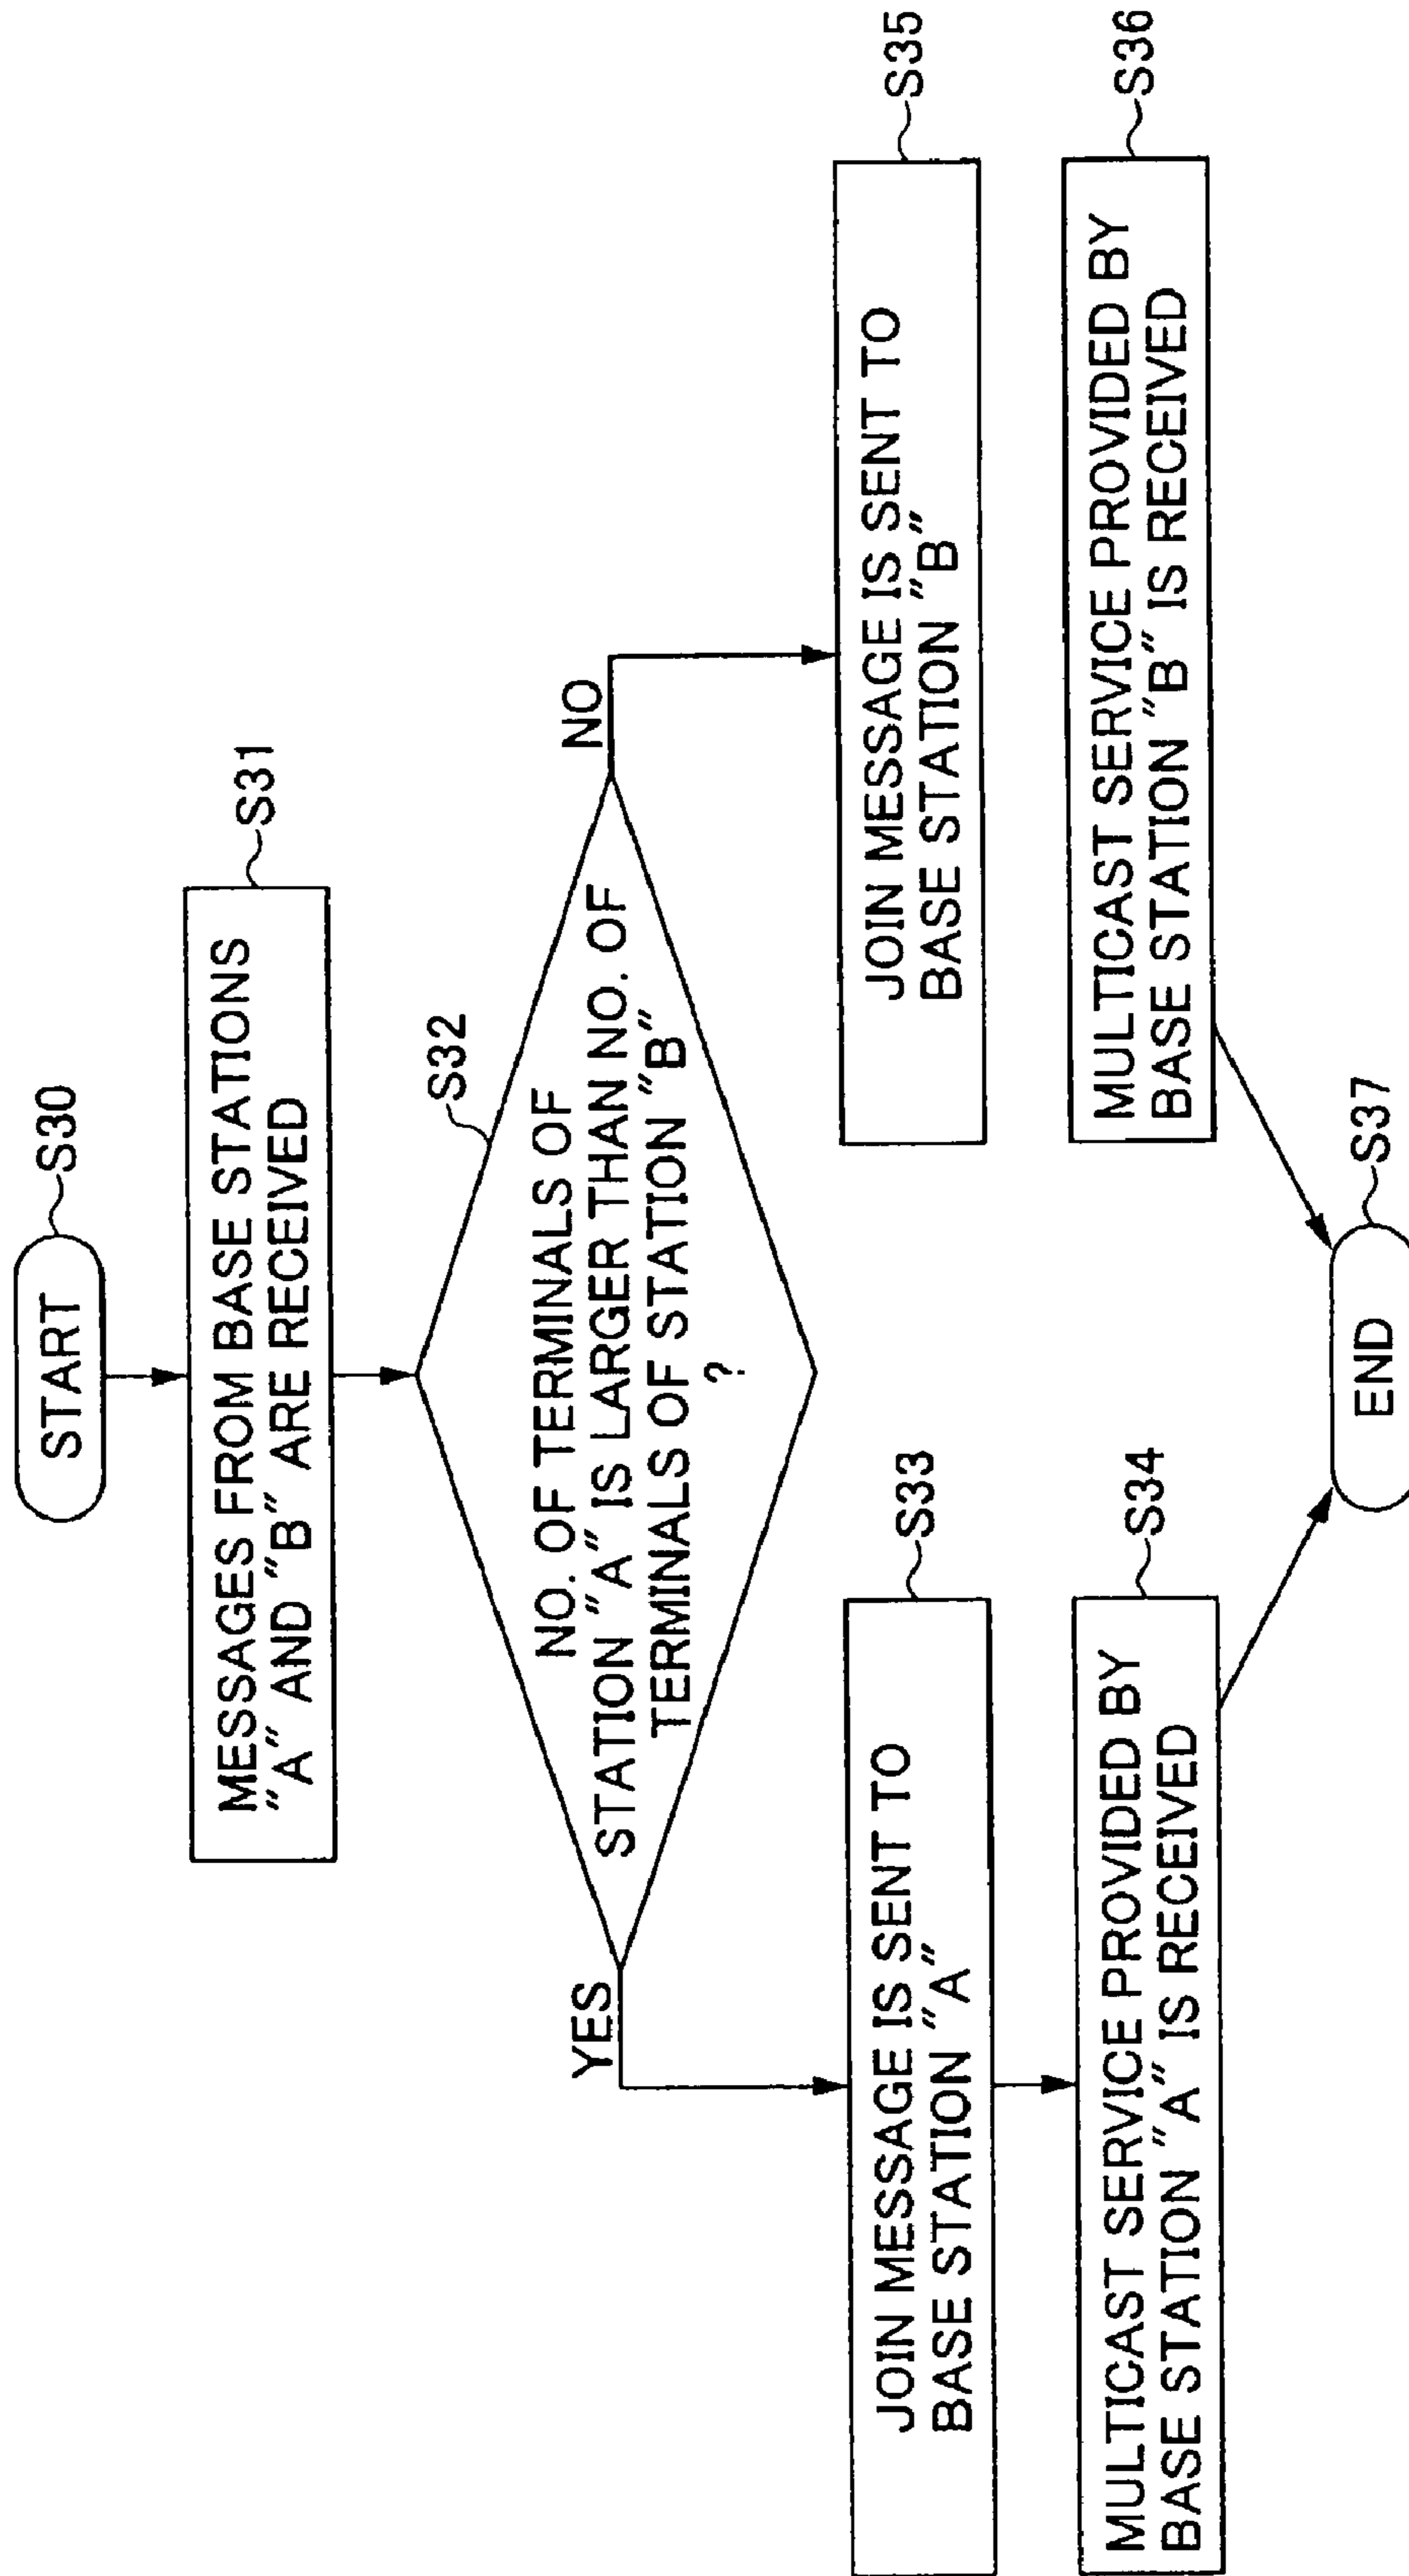 START
S30
MESSAGES FROM BASE STATIONS
"A" AND "B" ARE RECEIVED
S31
S32
NO. OF TERMINALS OF
STATION "A" IS LARGER THAN NO. OF
TERMINALS OF STATION "B"
?
YES
NO
JOIN MESSAGE IS SENT TO
BASE STATION "A"
S33
MULTICAST SERVICE PROVIDED BY
BASE STATION "A" IS RECEIVED
S34
JOIN MESSAGE IS SENT TO
BASE STATION "B"
S35
MULTICAST SERVICE PROVIDED BY
BASE STATION "B" IS RECEIVED
S36
END
S37